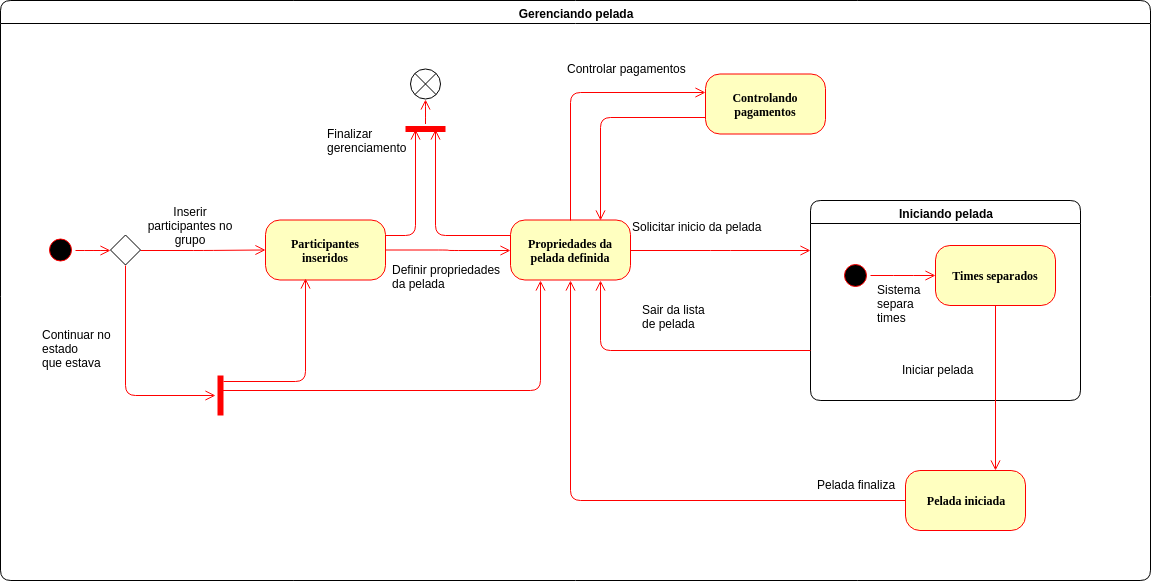 Gerenciando pelada
Controlar pagamentos
Controlando
pagamentos
Finalizar
gerenciamento
Inserir
participantes no
grupo
Participantes
inseridos
Definir propriedades
da pelada
Propriedades da
pelada definida
Solicitar inicio da pelada
Iniciando pelada
Times separados
Sistema
separa
times
Sair da lista
de pelada
Continuar no
estado
que estava
Iniciar pelada
Pelada finaliza
Pelada iniciada